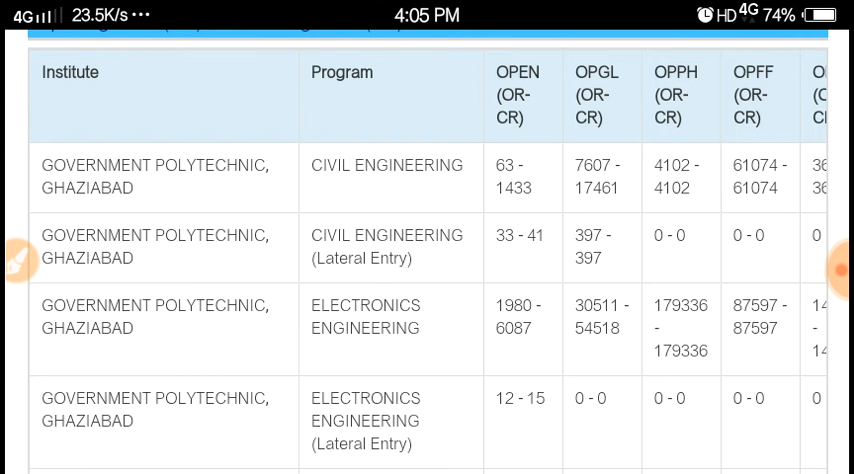 4G 23.5K/s ··· 4:05 PM HD 4G 74%
Institute Program OPEN OPGL OPPH OPFF
(OR- (OR- (OR- (OR-
CR) CR) CR) CR)
GOVERNMENT POLYTECHNIC, CIVIL ENGINEERING 63 - 7607 - 4102 - 61074 -
GHAZIABAD 1433 17461 4102 61074
GOVERNMENT POLYTECHNIC, CIVIL ENGINEERING 33 - 41 397 - 0 - 0 0 - 0 0
GHAZIABAD (Lateral Entry) 397
GOVERNMENT POLYTECHNIC, ELECTRONICS 1980 - 30511 - 179336 87597 -
GHAZIABAD ENGINEERING 6087 54518 - 87597 -
179336
GOVERNMENT POLYTECHNIC, ELECTRONICS 12 - 15 0 - 0 0 - 0 0 - 0 0
GHAZIABAD ENGINEERING
(Lateral Entry)